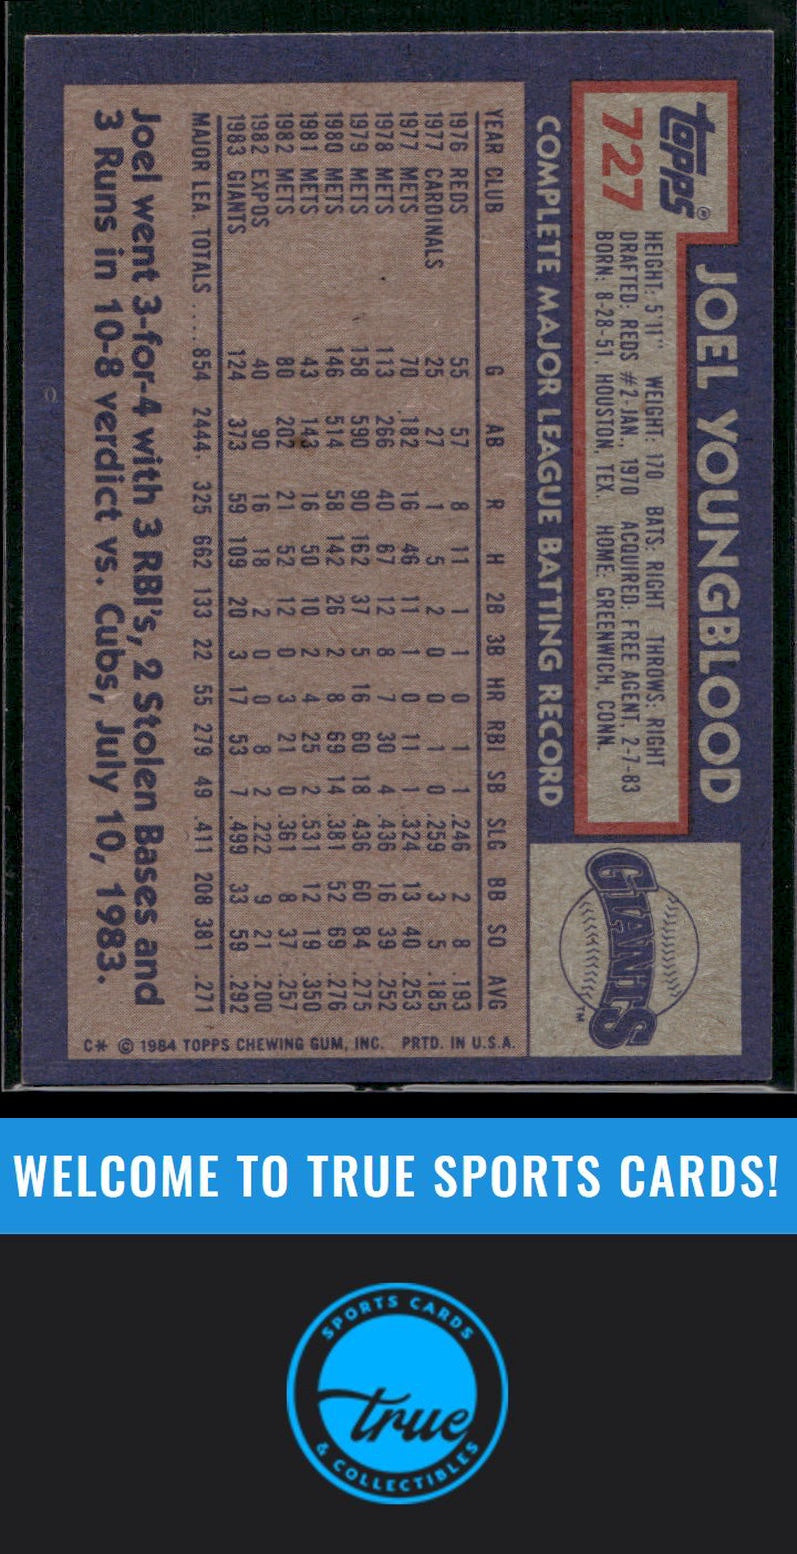 Topps®
727
JOEL YOUNGBLOOD
HEIGHT: 5'11" WEIGHT: 170 BATS: RIGHT THROWS: RIGHT
DRAFTED: REDS #2-JAN., 1970 ACQUIRED: FREE AGENT, 2-7-83
BORN: 8-28-51, HOUSTON, TEX. HOME: GREENWICH, CONN.
GIANTS™
COMPLETE MAJOR LEAGUE BATTING RECORD
YEAR CLUB G AB R H 2B 3B HR RBI SB SLG BB SO AVG
1976 REDS 55 57 8 11 1 1 0 1 1 .246 2 8 .193
1977 CARDINALS 25 27 1 5 2 0 0 1 0 .259 3 5 .185
1977 METS 70 182 16 46 11 1 0 11 1 .324 13 40 .253
1978 METS 113 266 40 67 12 8 7 30 4 .436 16 39 .252
1979 METS 158 590 90 162 37 5 16 60 18 .436 60 84 .275
1980 METS 146 514 58 142 26 2 8 69 14 .381 52 69 .276
1981 METS 43 143 16 50 10 2 4 25 2 .531 12 19 .350
1982 METS 80 202 21 52 12 0 3 21 0 .361 8 37 .257
1982 EXPOS 40 90 16 18 2 0 0 8 2 .222 9 21 .200
1983 GIANTS 124 373 59 109 20 3 17 53 7 .499 33 59 .292
MAJOR LEA. TOTALS .... 854 2444 325 662 133 22 55 279 49 .411 208 381 .271
Joel went 3-for-4 with 3 RBI's, 2 Stolen Bases and
3 Runs in 10-8 verdict vs. Cubs, July 10, 1983.
C* © 1984 TOPPS CHEWING GUM, INC. PRTD. IN U.S.A.
WELCOME TO TRUE SPORTS CARDS!
SPORTS CARDS
true
& COLLECTIBLES